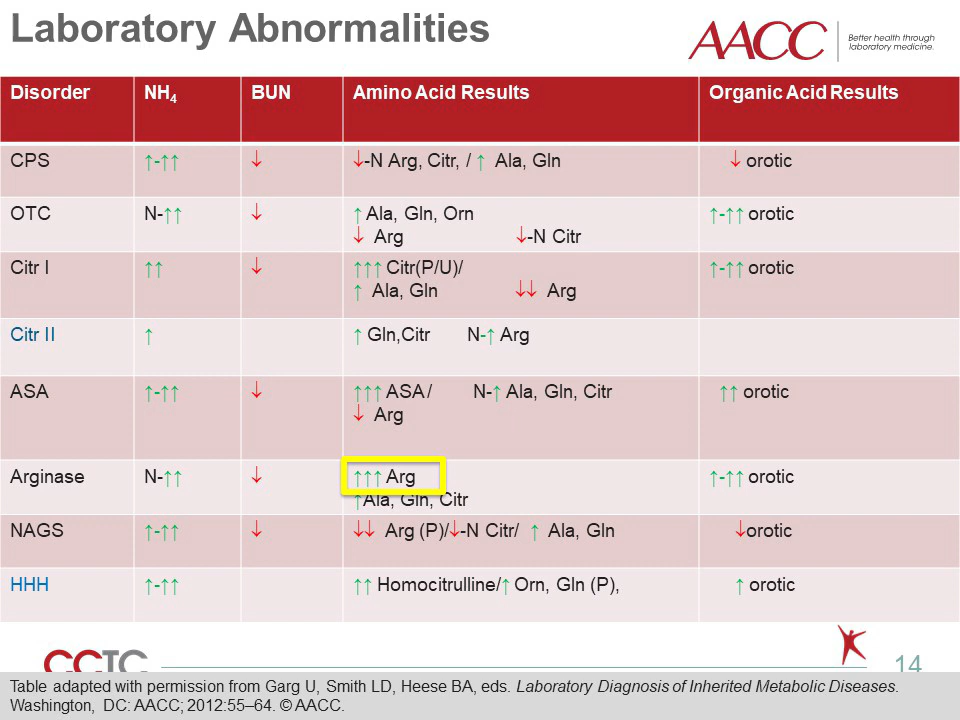 Laboratory Abnormalities
AACC
Better health through
laboratory medicine.
Disorder NH4 BUN Amino Acid Results Organic Acid Results
CPS ↑-↑↑ ↓ ↓-N Arg, Citr, / ↑ Ala, Gln ↓ orotic
OTC N-↑↑ ↓ ↑ Ala, Gln, Orn ↑-↑↑ orotic
↓ Arg ↓-N Citr
Citr I ↑↑ ↓ ↑↑↑ Citr(P/U)/ ↑-↑↑ orotic
↑ Ala, Gln ↓↓ Arg
Citr II ↑ ↑ Gln,Citr N-↑ Arg
ASA ↑-↑↑ ↓ ↑↑↑ ASA / N-↑ Ala, Gln, Citr ↑↑ orotic
↓ Arg
Arginase N-↑↑ ↓ ↑↑↑ Arg ↑-↑↑ orotic
↑Ala, Gln, Citr
NAGS ↑-↑↑ ↓ ↓↓ Arg (P)/↓-N Citr/ ↑ Ala, Gln ↓orotic
HHH ↑-↑↑ ↑↑ Homocitrulline/↑ Orn, Gln (P), ↑ orotic
CCTC
14
Table adapted with permission from Garg U, Smith LD, Heese BA, eds. Laboratory Diagnosis of Inherited Metabolic Diseases.
Washington, DC: AACC; 2012:55–64. © AACC.